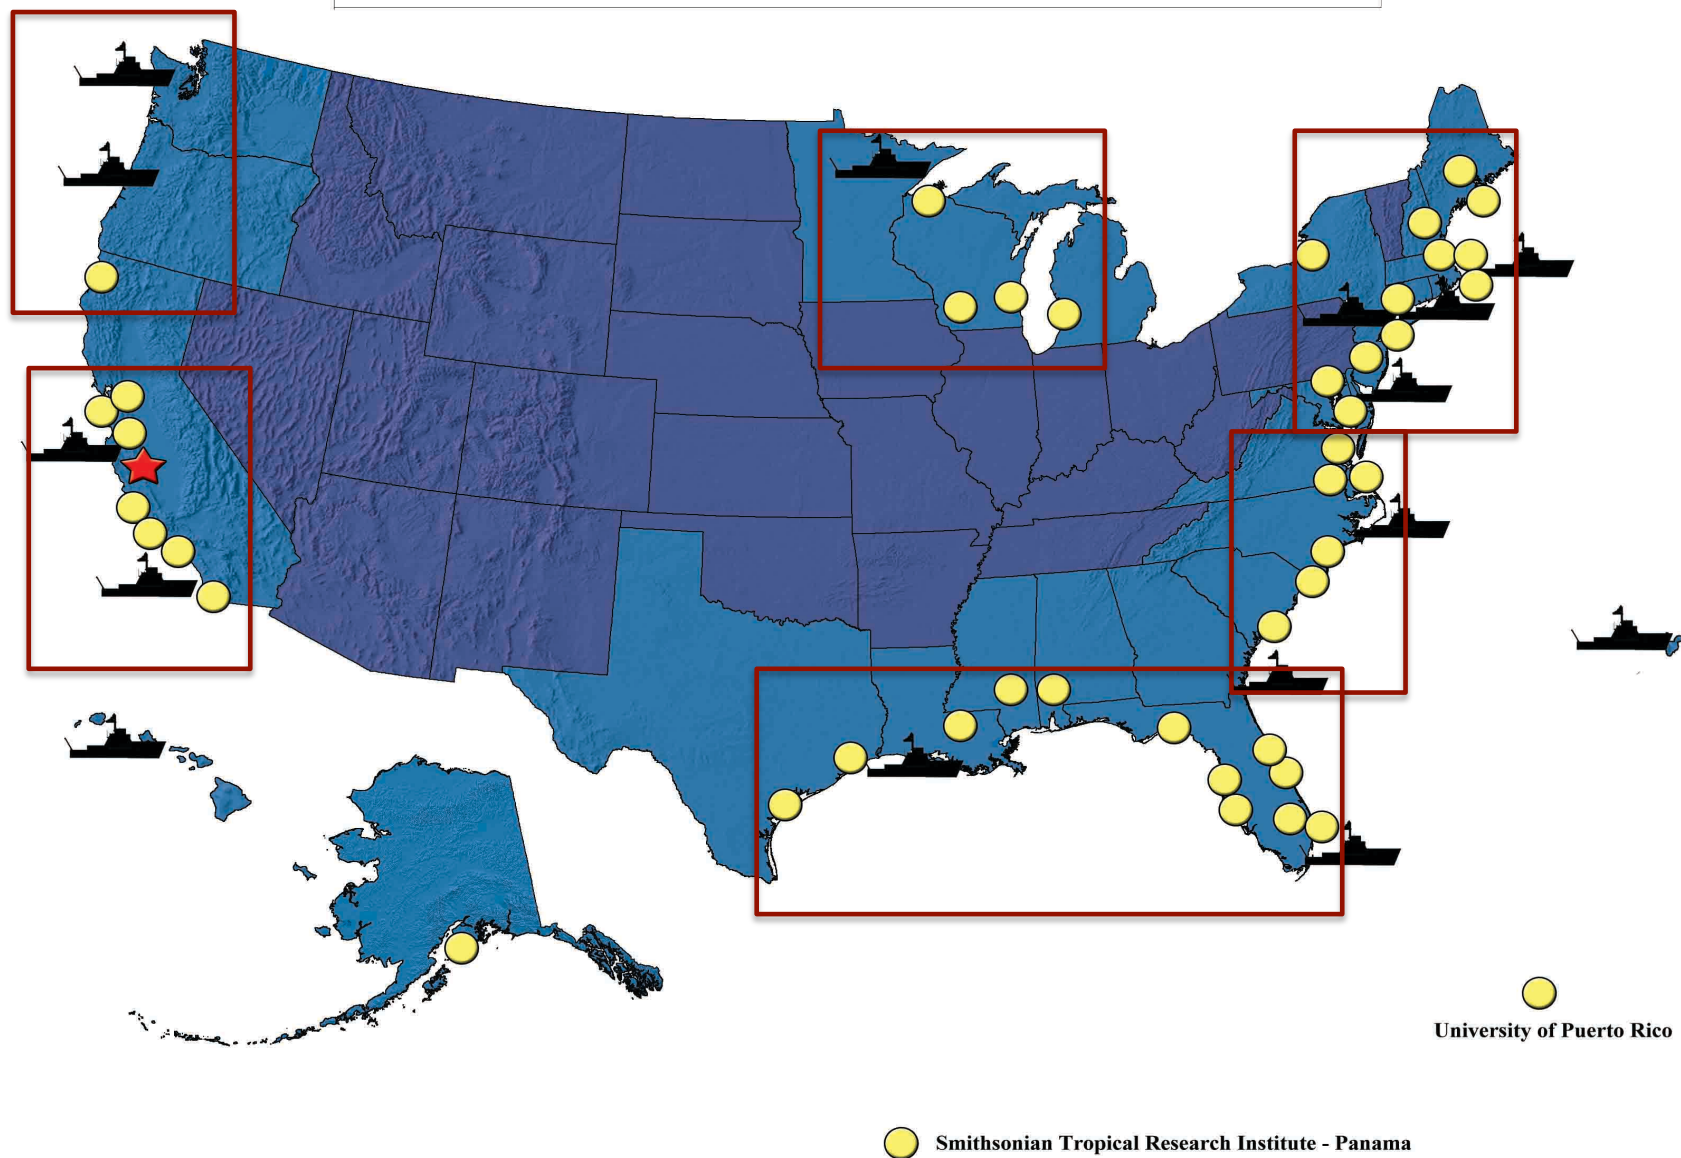 University of Puerto Rico
Smithsonian Tropical Research Institute - Panama